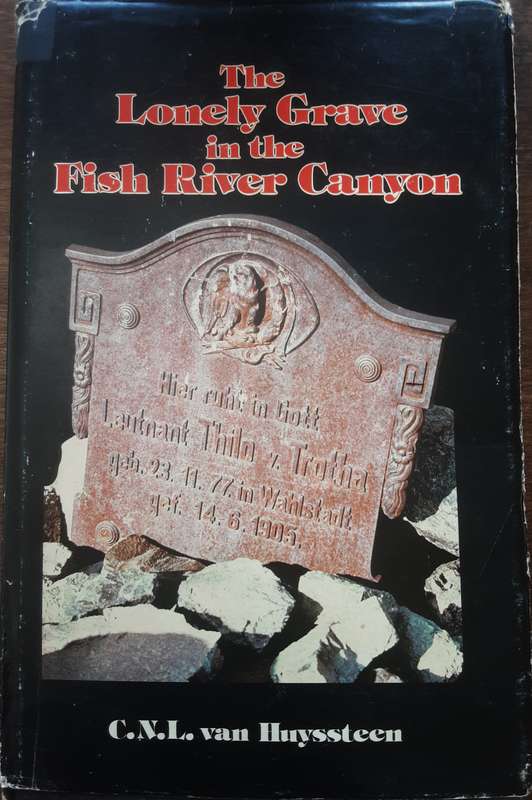 The
Lonely Grave
in the
Fish River Canyon
Hier ruht in Gott
Leutnant Thilo v. Trotha
geb. 23. 11. 77. in Wahlstadt
gef. 14. 6. 1905.
C.N.L. van Huyssteen